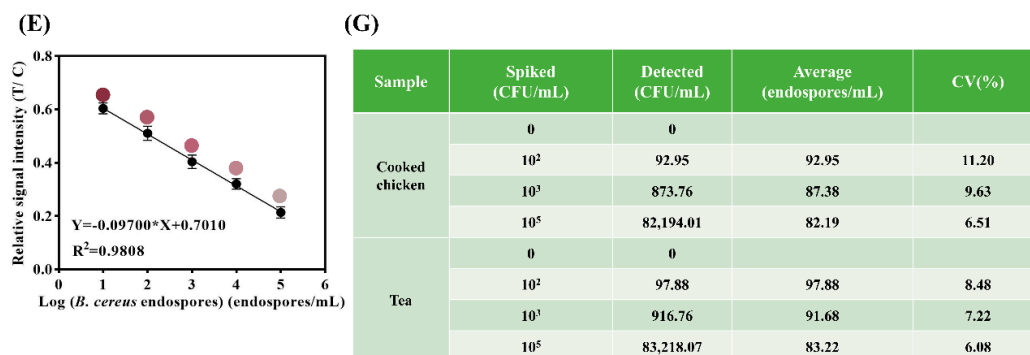 (E)
0.8
0.6
0.4
0.2
0.0
Relative signal intensity (T/ C)
Y=-0.09700*X+0.7010
R²=0.9808
0 1 2 3 4 5 6
Log (B. cereus endospores) (endospores/mL)
(G)
Sample Spiked (CFU/mL) Detected (CFU/mL) Average (endospores/mL) CV(%)
Cooked chicken
0 0
10² 92.95 92.95 11.20
10³ 873.76 87.38 9.63
10⁵ 82,194.01 82.19 6.51
Tea
0 0
10² 97.88 97.88 8.48
10³ 916.76 91.68 7.22
10⁵ 83,218.07 83.22 6.08